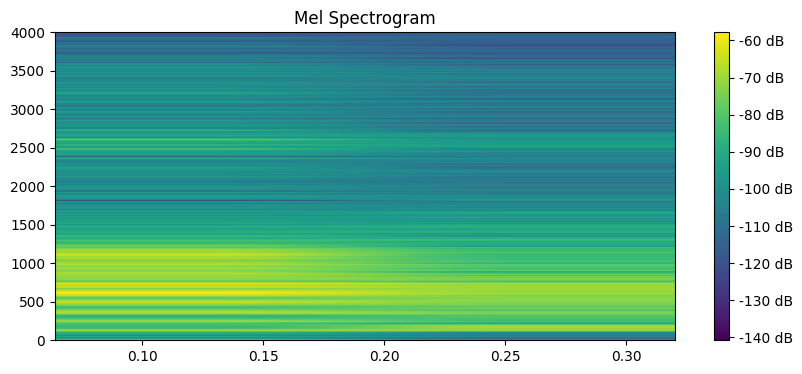 Mel Spectrogram
4000
3500
3000
2500
2000
1500
1000
500
0
0.10 0.15 0.20 0.25 0.30
-60 dB
-70 dB
-80 dB
-90 dB
-100 dB
-110 dB
-120 dB
-130 dB
-140 dB